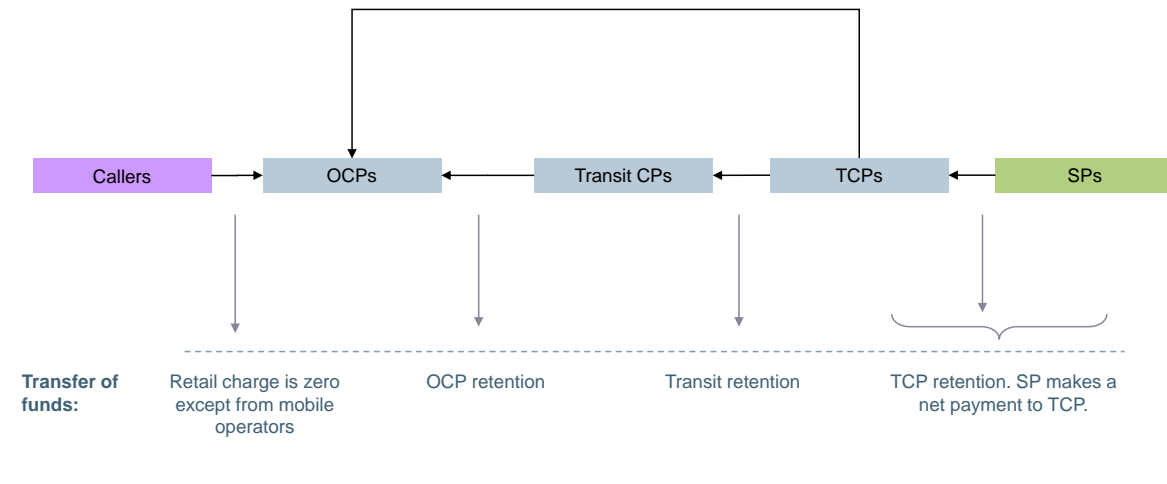 Callers
OCPs
Transit CPs
TCPs
SPs
Transfer of
funds:
Retail charge is zero
except from mobile
operators
OCP retention
Transit retention
TCP retention. SP makes a
net payment to TCP.